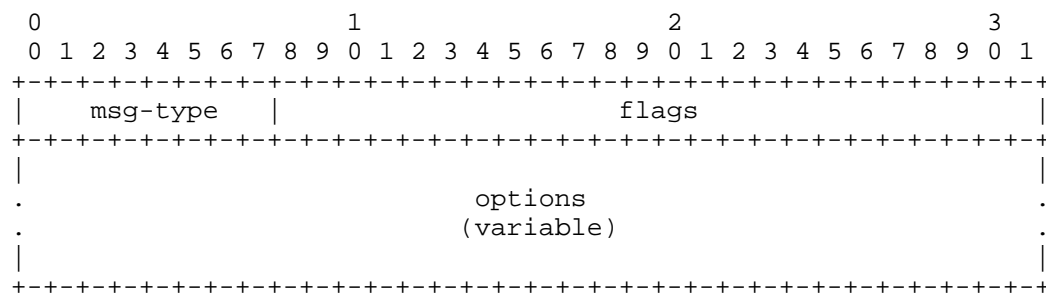 0                   1                   2                   3
0 1 2 3 4 5 6 7 8 9 0 1 2 3 4 5 6 7 8 9 0 1 2 3 4 5 6 7 8 9 0 1
+-+-+-+-+-+-+-+-+-+-+-+-+-+-+-+-+-+-+-+-+-+-+-+-+-+-+-+-+-+-+-+-+
|    msg-type   |                     flags                     |
+-+-+-+-+-+-+-+-+-+-+-+-+-+-+-+-+-+-+-+-+-+-+-+-+-+-+-+-+-+-+-+-+
|                                                               |
.                            options                            .
.                           (variable)                          .
|                                                               |
+-+-+-+-+-+-+-+-+-+-+-+-+-+-+-+-+-+-+-+-+-+-+-+-+-+-+-+-+-+-+-+-+